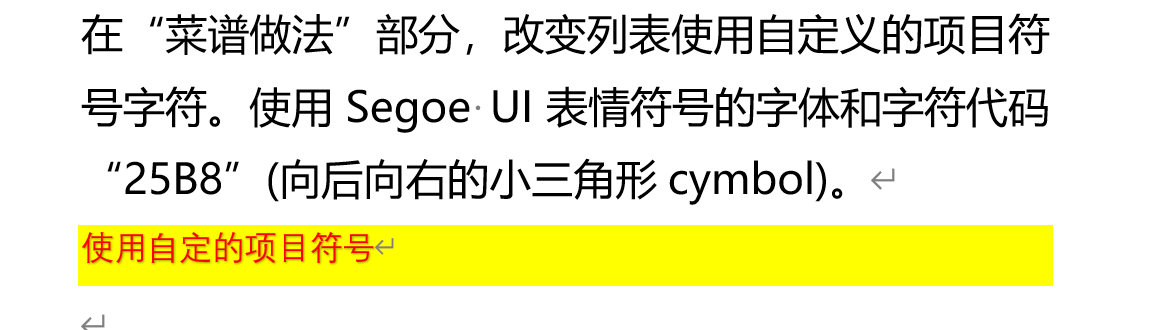 在“菜谱做法”部分，改变列表使用自定义的项目符
号字符。使用 Segoe UI 表情符号的字体和字符代码
“25B8”(向后向右的小三角形 cymbol)。
使用自定的项目符号